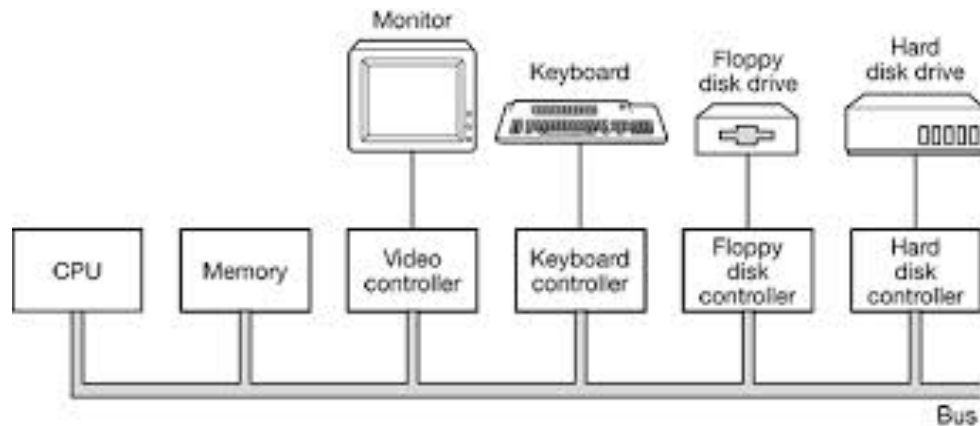 Monitor
Keyboard
Floppy
disk drive
Hard
disk drive
CPU
Memory
Video
controller
Keyboard
controller
Floppy
disk
controller
Hard
disk
controller
Bus